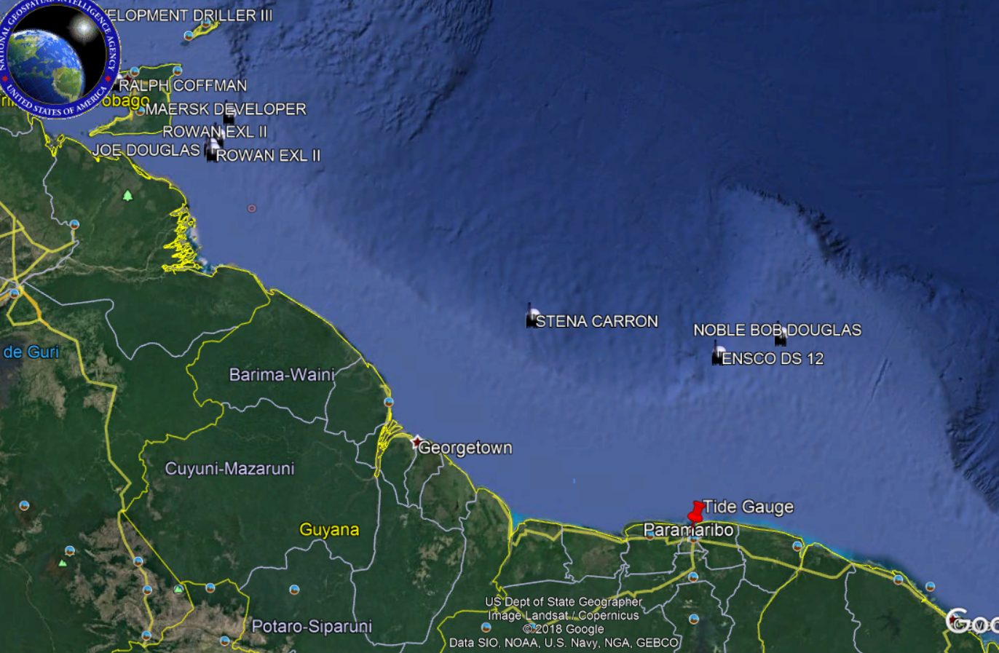 NATIONAL GEOSPATIAL-INTELLIGENCE AGENCY
UNITED STATES OF AMERICA
DRILLER III
RALPH COFFMAN
MAERSK DEVELOPER
ROWAN EXL II
JOE DOUGLAS
ROWAN EXL II
STENA CARRON
NOBLE BOB DOUGLAS
ENSCO DS 12
de Guri
Barima-Waini
Georgetown
Cuyuni-Mazaruni
Tide Gauge
Guyana
Paramaribo
Potaro-Siparuni
US Dept of State Geographer
Image Landsat / Copernicus
© 2018 Google
Data SIO, NOAA, U.S. Navy, NGA, GEBCO